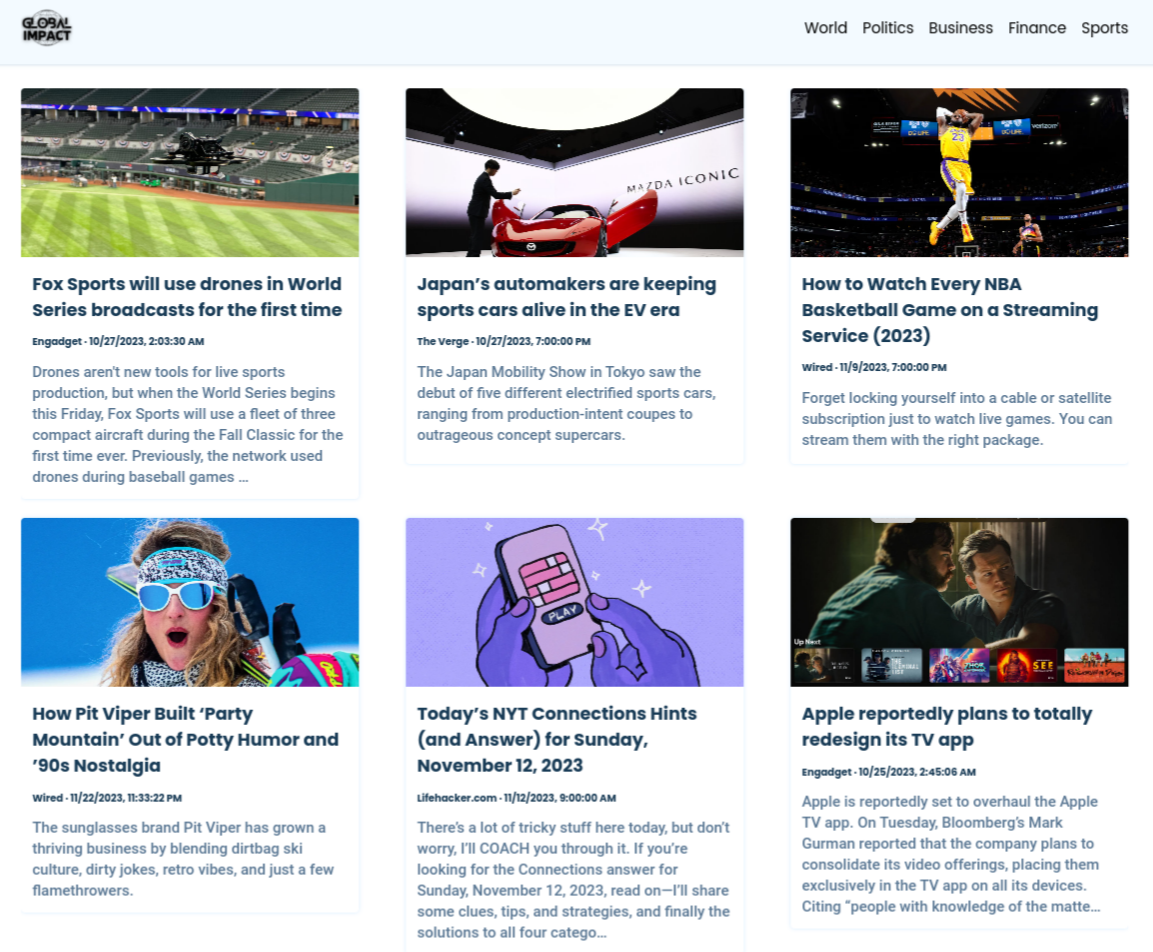 GLOBAL
IMPACT
World Politics Business Finance Sports
MAZDA ICONIC
verizon
23
Fox Sports will use drones in World
Series broadcasts for the first time
Engadget · 10/27/2023, 2:03:30 AM
Drones aren't new tools for live sports
production, but when the World Series begins
this Friday, Fox Sports will use a fleet of three
compact aircraft during the Fall Classic for the
first time ever. Previously, the network used
drones during baseball games …
Japan’s automakers are keeping
sports cars alive in the EV era
The Verge · 10/27/2023, 7:00:00 PM
The Japan Mobility Show in Tokyo saw the
debut of five different electrified sports cars,
ranging from production-intent coupes to
outrageous concept supercars.
How to Watch Every NBA
Basketball Game on a Streaming
Service (2023)
Wired · 11/9/2023, 7:00:00 PM
Forget locking yourself into a cable or satellite
subscription just to watch live games. You can
stream them with the right package.
PLAY
Up Next
THOR
SEE
How Pit Viper Built ‘Party
Mountain’ Out of Potty Humor and
’90s Nostalgia
Wired · 11/22/2023, 11:33:22 PM
The sunglasses brand Pit Viper has grown a
thriving business by blending dirtbag ski
culture, dirty jokes, retro vibes, and just a few
flamethrowers.
Today’s NYT Connections Hints
(and Answer) for Sunday,
November 12, 2023
Lifehacker.com · 11/12/2023, 9:00:00 AM
There’s a lot of tricky stuff here today, but don’t
worry, I’ll COACH you through it. If you’re
looking for the Connections answer for
Sunday, November 12, 2023, read on—I’ll share
some clues, tips, and strategies, and finally the
solutions to all four catego…
Apple reportedly plans to totally
redesign its TV app
Engadget · 10/25/2023, 2:45:06 AM
Apple is reportedly set to overhaul the Apple
TV app. On Tuesday, Bloomberg’s Mark
Gurman reported that the company plans to
consolidate its video offerings, placing them
exclusively in the TV app on all its devices.
Citing “people with knowledge of the matte…